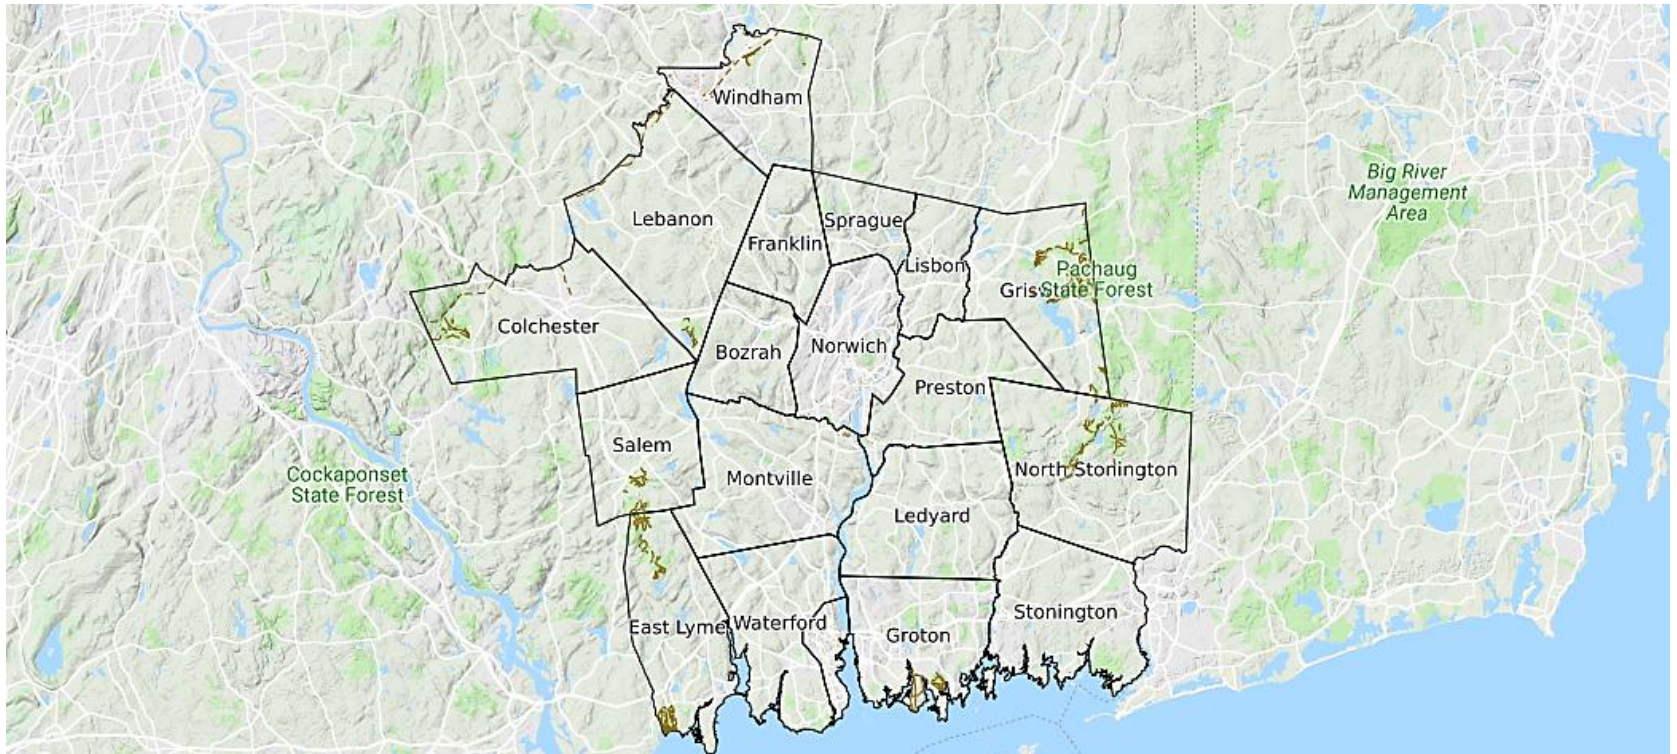 Windham
Big River
Management
Area
Lebanon
Sprague
Franklin
Lisbon
Pachaug
State Forest
Gris
Colchester
Norwich
Bozrah
Preston
Salem
Cockaponset
State Forest
Montville
North Stonington
Ledyard
Stonington
East Lyme
Waterford
Groton